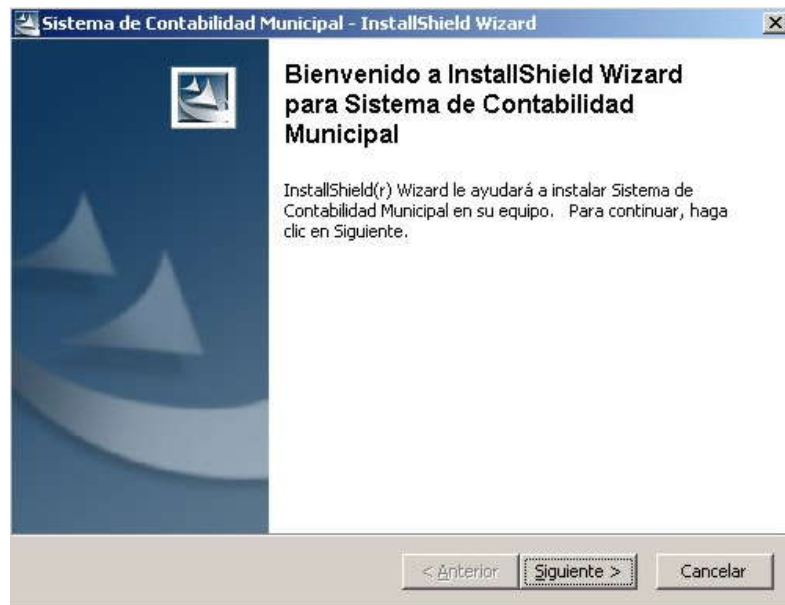 Sistema de Contabilidad Municipal - InstallShield Wizard
Bienvenido a InstallShield Wizard
para Sistema de Contabilidad
Municipal
InstallShield(r) Wizard le ayudará a instalar Sistema de
Contabilidad Municipal en su equipo. Para continuar, haga
clic en Siguiente.
< Anterior
Siguiente >
Cancelar